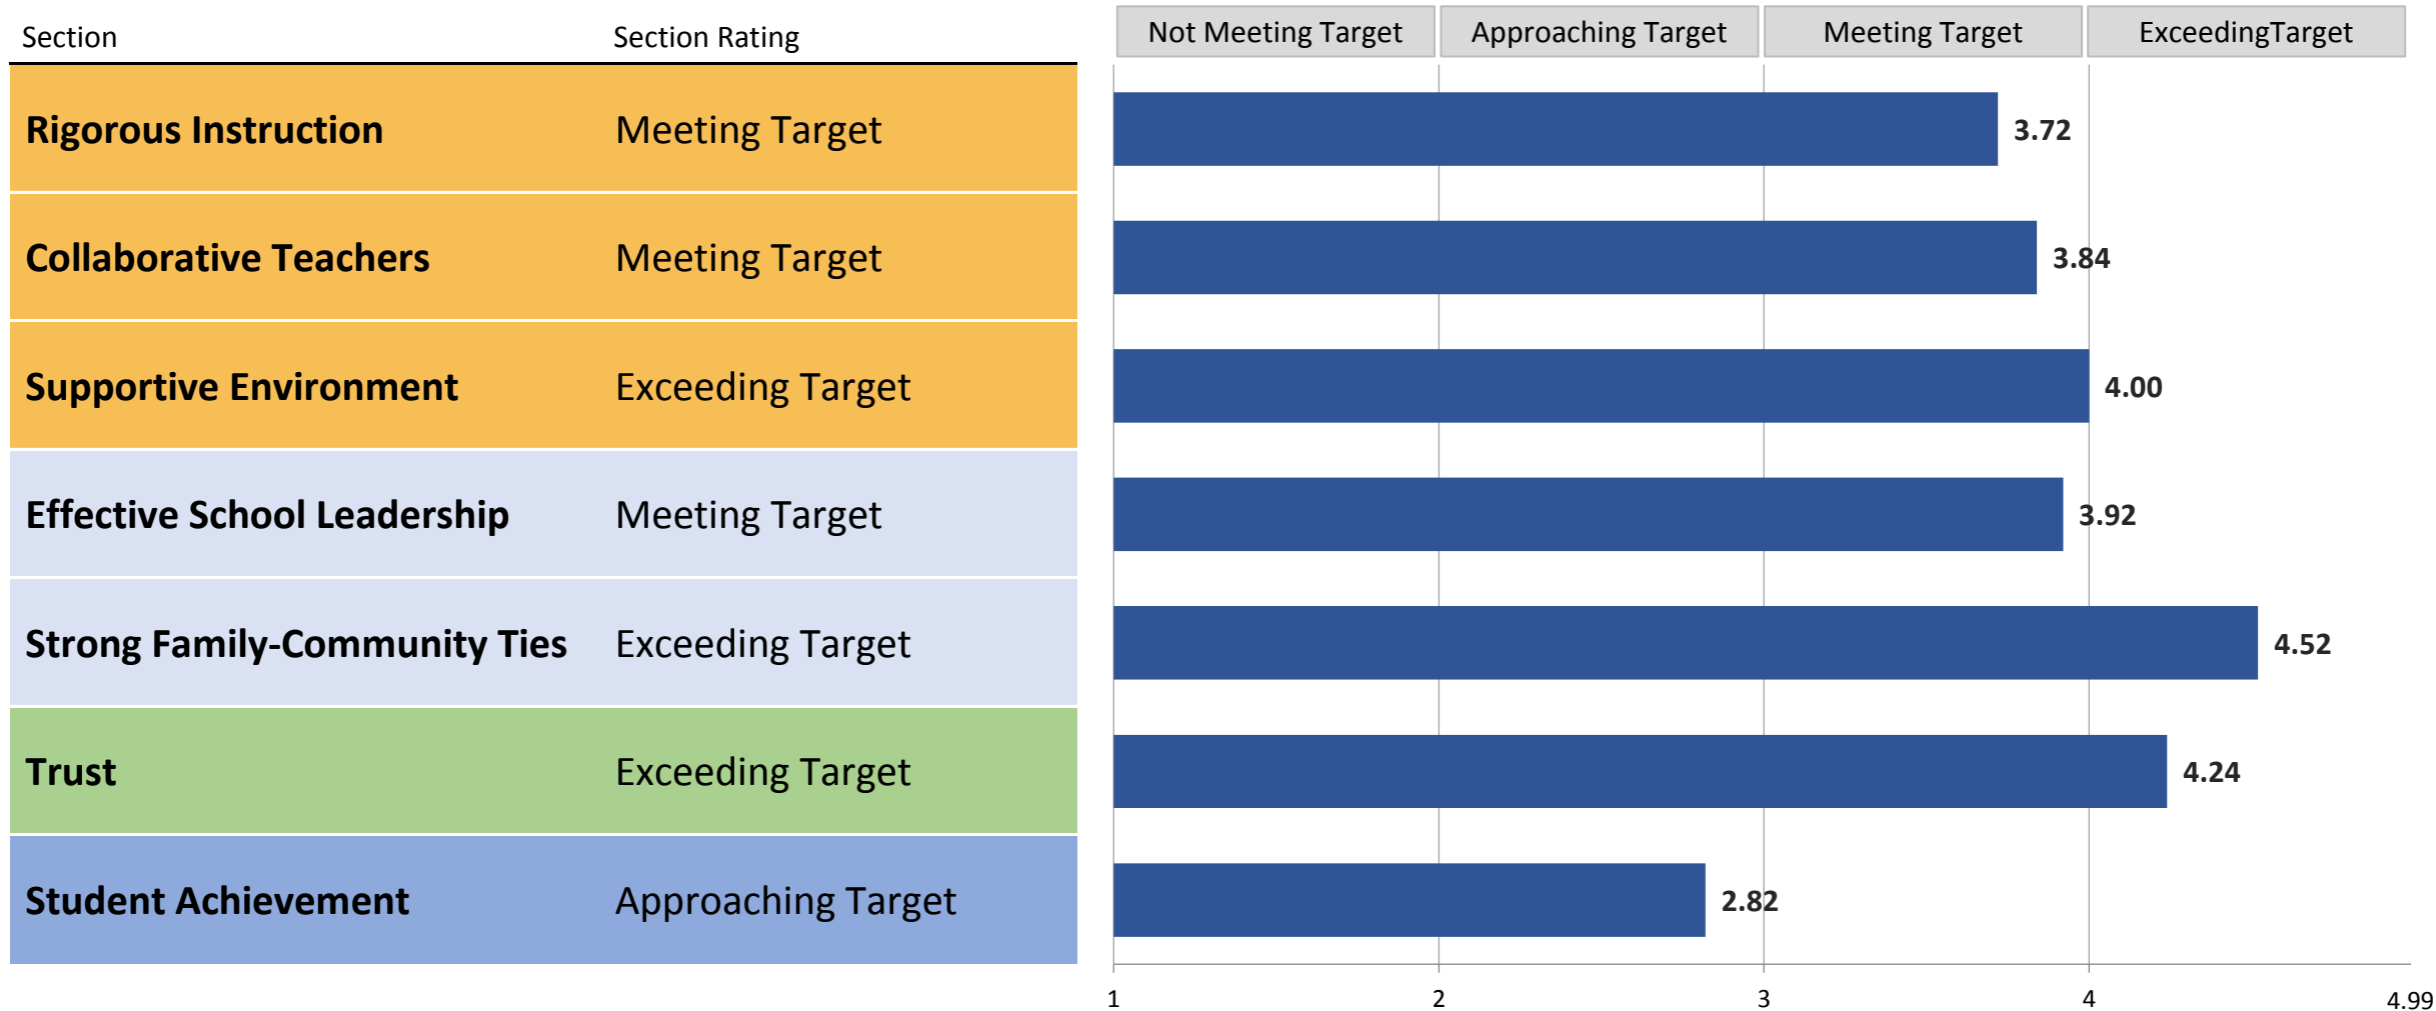 Section Section Rating Not Meeting Target Approaching Target Meeting Target ExceedingTarget
Rigorous Instruction Meeting Target 3.72
Collaborative Teachers Meeting Target 3.84
Supportive Environment Exceeding Target 4.00
Effective School Leadership Meeting Target 3.92
Strong Family-Community Ties Exceeding Target 4.52
Trust Exceeding Target 4.24
Student Achievement Approaching Target 2.82
1 2 3 4 4.99